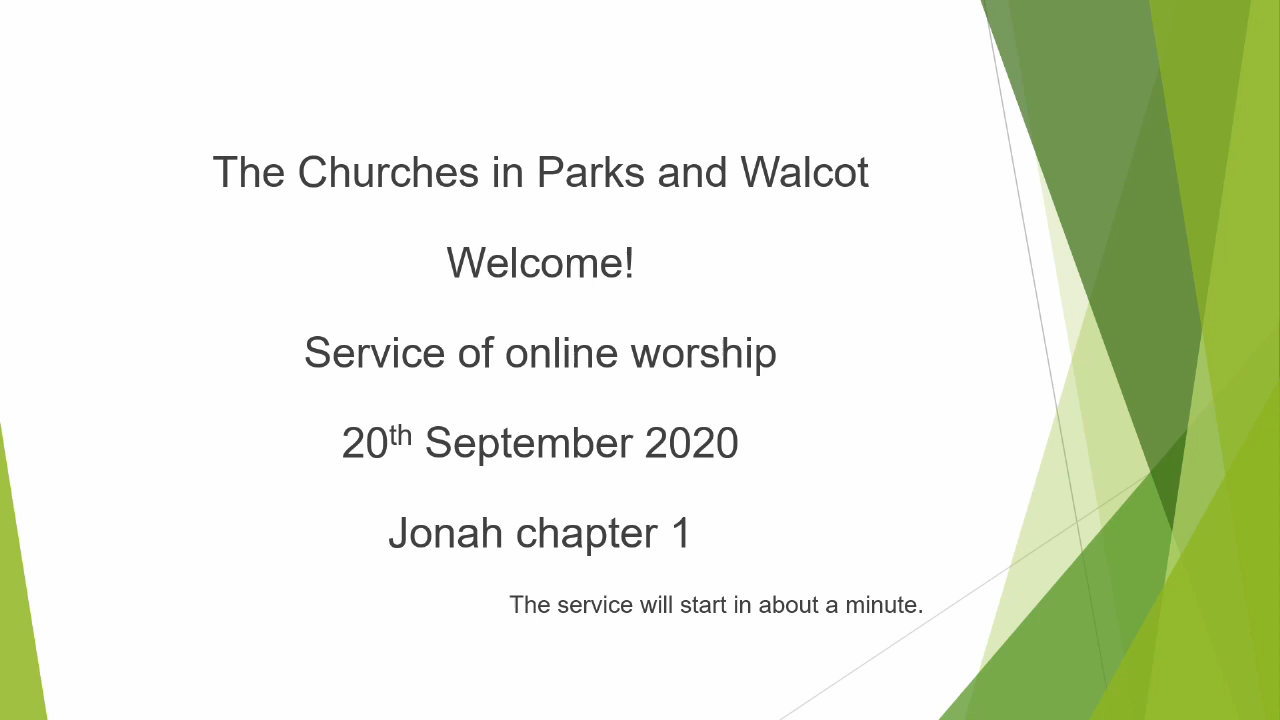 The Churches in Parks and Walcot
Welcome!
Service of online worship
20th September 2020
Jonah chapter 1
The service will start in about a minute.